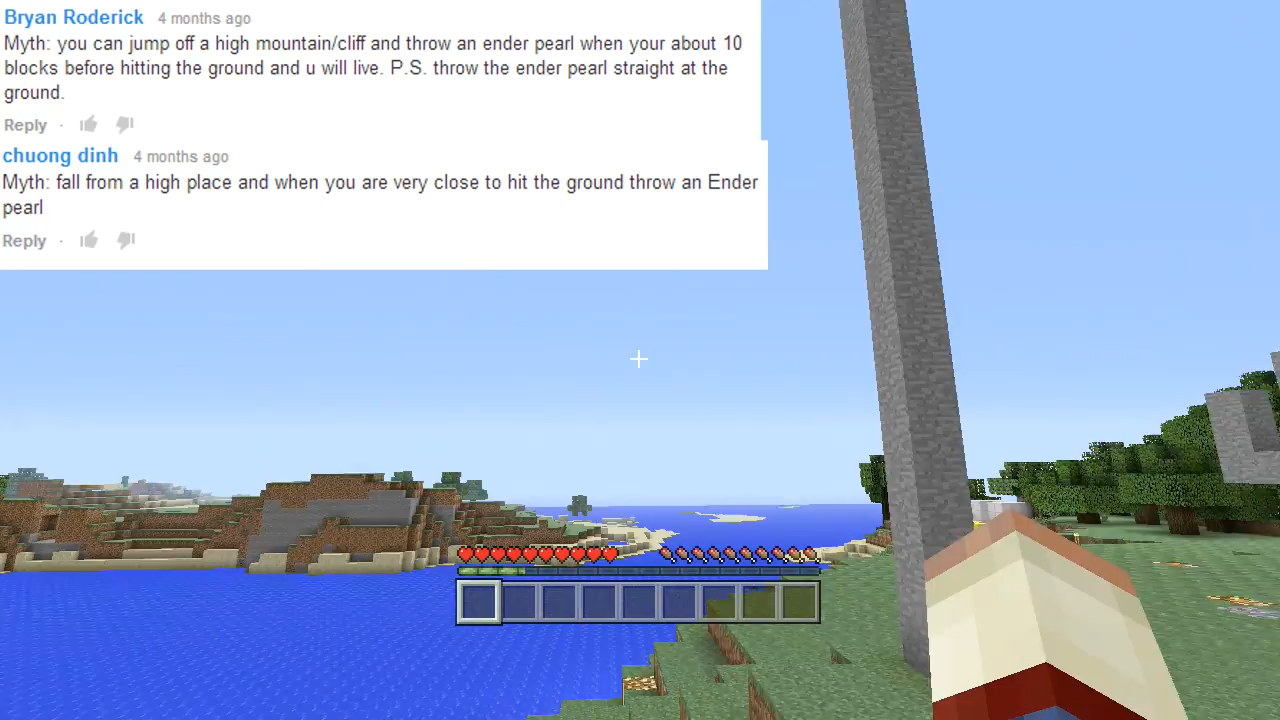 Bryan Roderick 4 months ago
Myth: you can jump off a high mountain/cliff and throw an ender pearl when your about 10
blocks before hitting the ground and u will live. P.S. throw the ender pearl straight at the
ground.
Reply ·
chuong dinh 4 months ago
Myth: fall from a high place and when you are very close to hit the ground throw an Ender
pearl
Reply ·